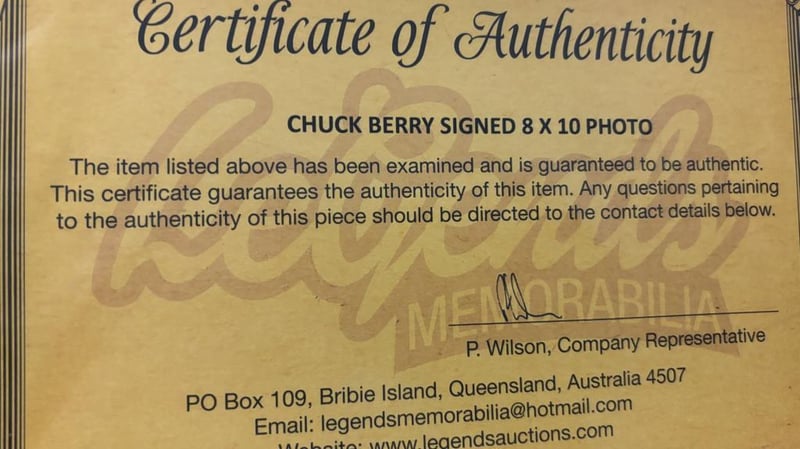 Certificate of Authenticity
CHUCK BERRY SIGNED 8 X 10 PHOTO
The item listed above has been examined and is guaranteed to be authentic.
This certificate guarantees the authenticity of this item. Any questions pertaining
to the authenticity of this piece should be directed to the contact details below.
Legends
MEMORABILIA
P. Wilson, Company Representative
PO Box 109, Bribie Island, Queensland, Australia 4507
Email: legendsmemorabilia@hotmail.com
Website: www.legendsauctions.com